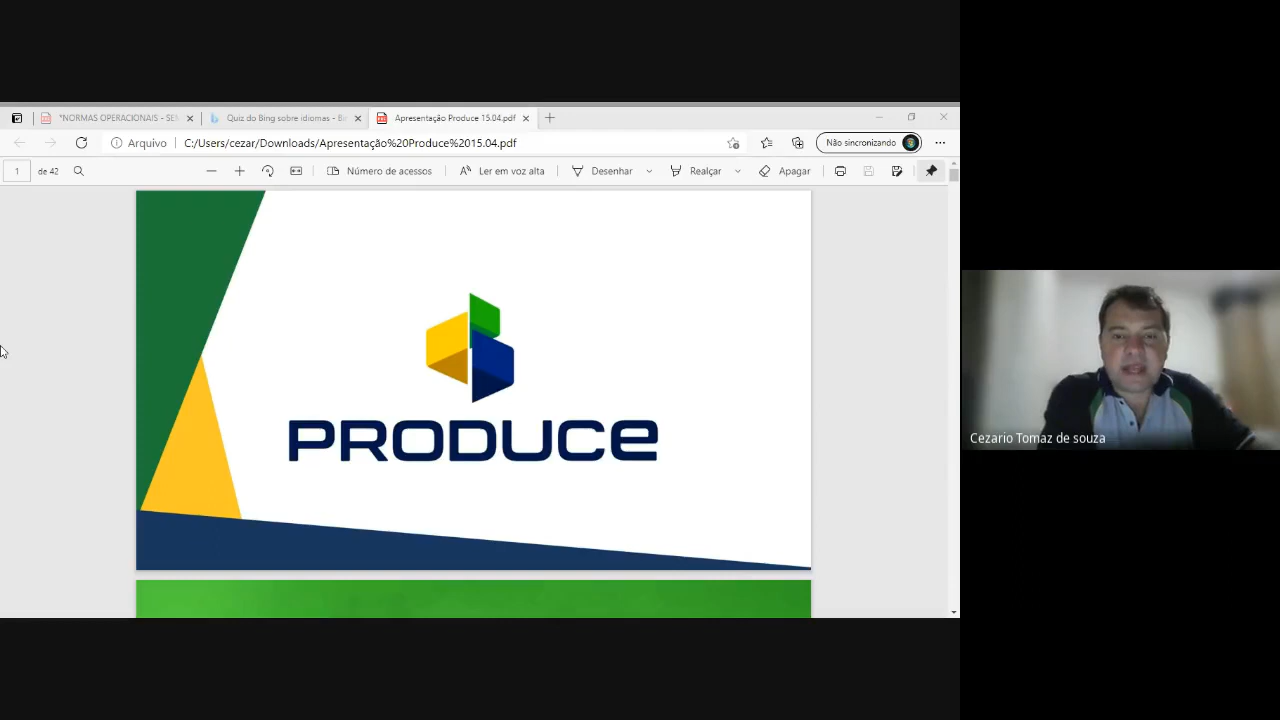 *NORMAS OPERACIONAIS - SEM
Quiz do Bing sobre idiomas - Bi
Apresentação Produce 15.04.pdf
Arquivo
C:/Users/cezar/Downloads/Apresentação%20Produce%2015.04.pdf
Não sincronizando
1
de 42
Número de acessos
Ler em voz alta
Desenhar
Realçar
Apagar
PRODUCE
Cezario Tomaz de souza